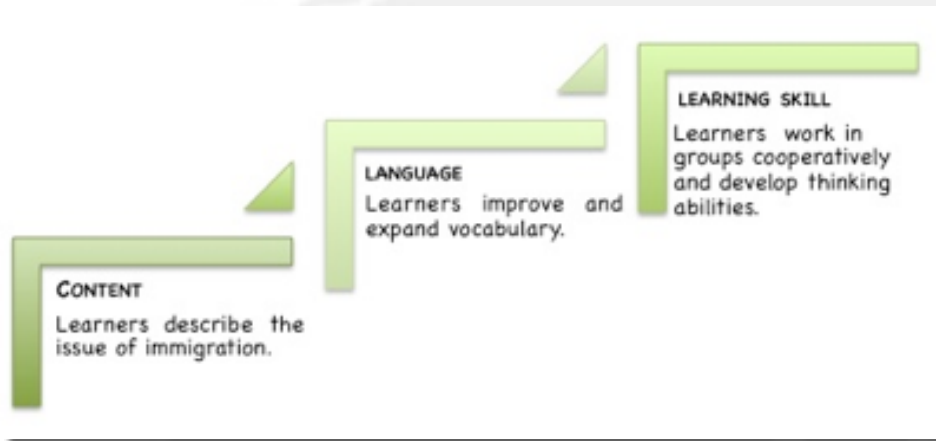 CONTENT
Learners describe the
issue of immigration.
LANGUAGE
Learners improve and
expand vocabulary.
LEARNING SKILL
Learners work in
groups cooperatively
and develop thinking
abilities.